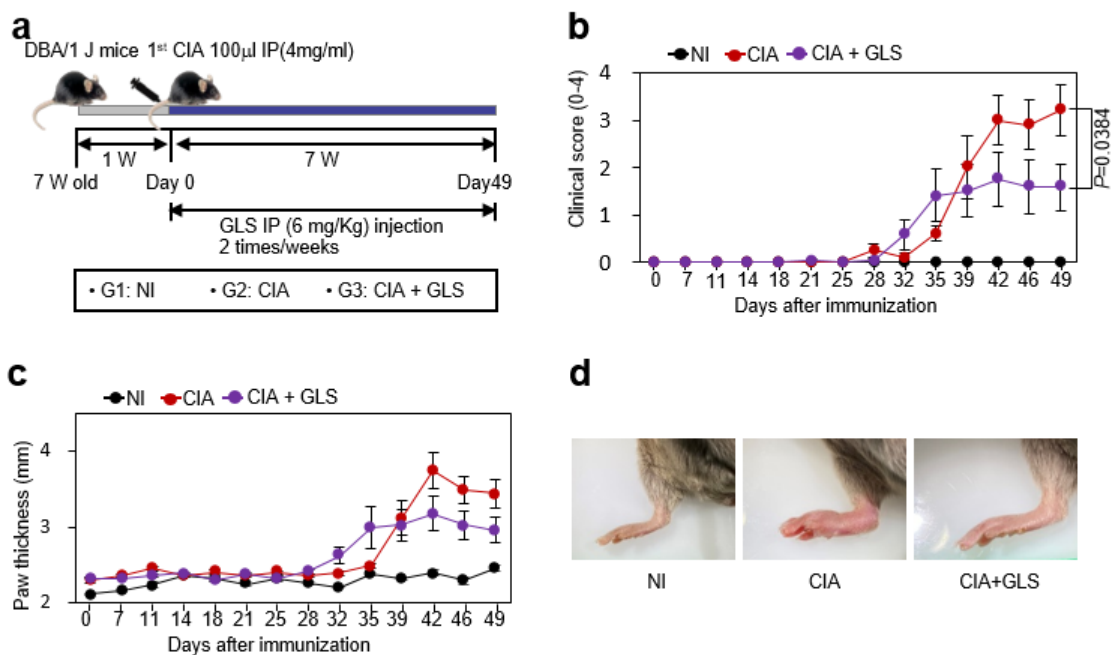 a
DBA/1 J mice 1st CIA 100μl IP(4mg/ml)
1 W
7 W
7 W old
Day 0
Day49
GLS IP (6 mg/Kg) injection
2 times/weeks
• G1: NI • G2: CIA • G3: CIA + GLS
b
NI CIA CIA + GLS
Clinical score (0-4)
4
3
2
1
0
P=0.0384
0 7 11 14 18 21 25 28 32 35 39 42 46 49
Days after immunization
c
NI CIA CIA + GLS
Paw thickness (mm)
4
3
2
0 7 11 14 18 21 25 28 32 35 39 42 46 49
Days after immunization
d
NI CIA CIA+GLS